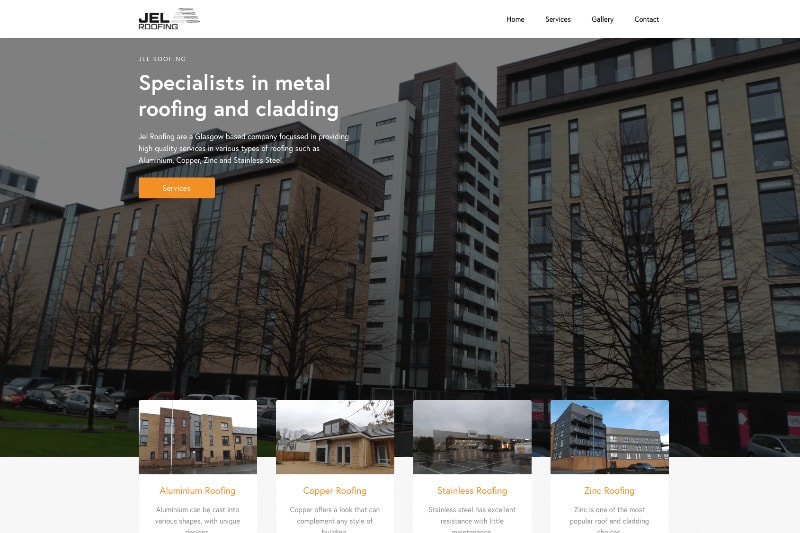 JEL
ROOFING
Home Services Gallery Contact
JEL ROOFING
Specialists in metal
roofing and cladding
Jel Roofing are a Glasgow based company focussed in providing
high quality services in various types of roofing such as
Aluminium, Copper, Zinc and Stainless Steel.
Services
Aluminium Roofing
Aluminium can be cast into
various shapes, with unique
designs
Copper Roofing
Copper offers a look that can
complement any style of
building
Stainless Roofing
Stainless steel has excellent
resistance with little
maintenance
Zinc Roofing
Zinc is one of the most
popular roof and cladding
choices